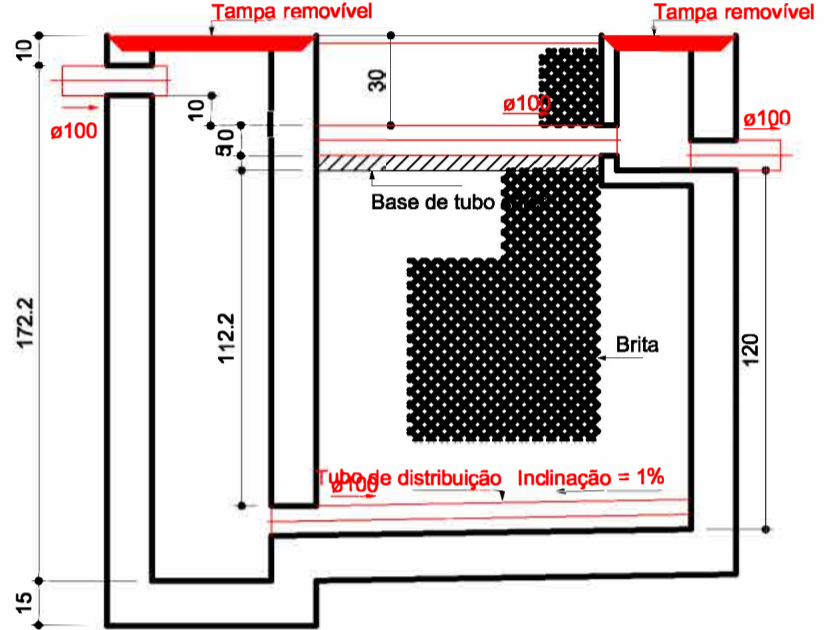 Tampa removível
Tampa removível
10
30
ø100
ø100
ø100
10
5
Base de tubo
172.2
112.2
120
Brita
Tubo de distribuição Inclinação = 1%
ø100
15